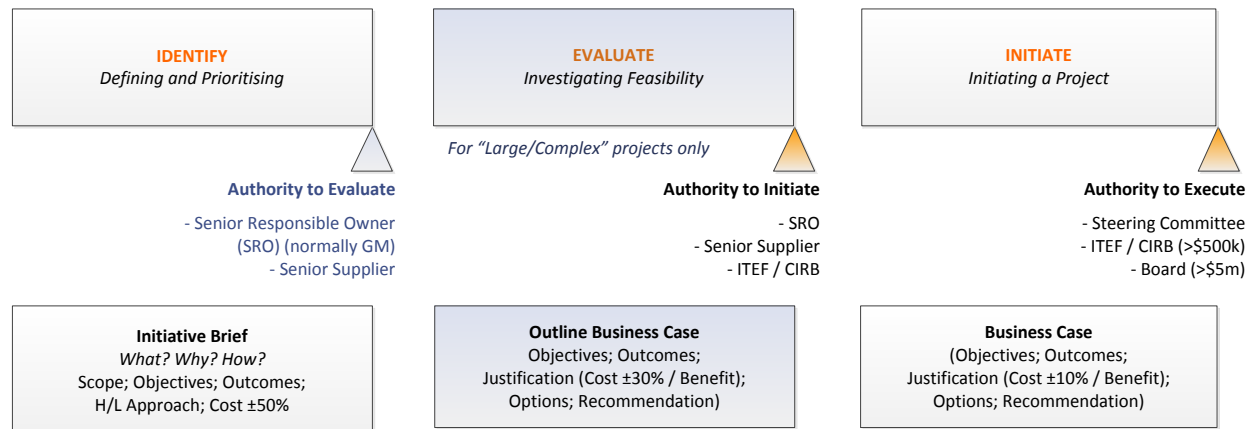 IDENTIFY
Defining and Prioritising
EVALUATE
Investigating Feasibility
INITIATE
Initiating a Project
For “Large/Complex” projects only
Authority to Evaluate
- Senior Responsible Owner
(SRO) (normally GM)
- Senior Supplier
Authority to Initiate
- SRO
- Senior Supplier
- ITEF / CIRB
Authority to Execute
- Steering Committee
- ITEF / CIRB (>$500k)
- Board (>$5m)
Initiative Brief
What? Why? How?
Scope; Objectives; Outcomes;
H/L Approach; Cost ±50%
Outline Business Case
Objectives; Outcomes;
Justification (Cost ±30% / Benefit);
Options; Recommendation)
Business Case
(Objectives; Outcomes;
Justification (Cost ±10% / Benefit);
Options; Recommendation)